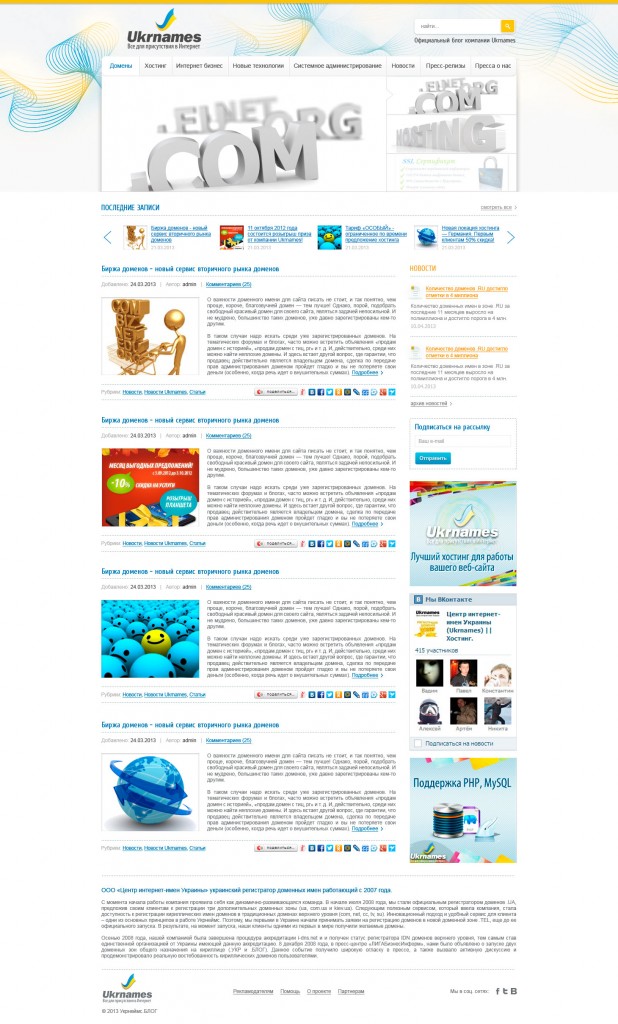 Ukrnames
Все для присутствия в Интернет
найти...
Официальный блог компании Ukrnames
Домены Хостинг Интернет бизнес Новые технологии Системное администрирование Новости Пресс-релизы Пресса о нас
.COM
.EL.NET.ORG
.COM
HOSTING
SSL Сертификат
ПОСЛЕДНИЕ ЗАПИСИ
смотреть все
Биржа доменов - новый сервис вторичного рынка доменов
21.03.2013
11 октября 2012 года состоится розыгрыш приза от компании Ukrnames!
21.03.2013
Тариф «ОСОБЫЙ» - ограниченное по времени предложение хостинга
21.03.2013
Новая локация хостинга — Германия. Первым клиентам 50% скидка!
21.03.2013
Биржа доменов - новый сервис вторичного рынка доменов
Добавлено: 24.03.2013 | Автор: admin | Комментариев (25)
О важности доменного имени для сайта писать не стоит, и так понятно, чем
проще, короче, благозвучней домен — тем лучше! Однако, порой, подобрать
свободный красивый домен для своего сайта, является задачей непосильной. И
не мудрено, большинство таких доменов, уже давно зарегистрированы кем-то
другим.
В таком случаи надо искать среди уже зарегистрированных доменов. На
тематических форумах и блогах, часто можно встретить объявления «продам
домен с историей», «продам домен с тиц, pr» и т. д. И, действительно, среди них
можно найти неплохие домены. И здесь встает другой вопрос, где гарантии, что
продавец действительно является владельцем домена, сделка по передаче
прав администрирования доменом пройдет гладко и вы не потеряете свои
деньги (особенно, когда речь идет о внушительных суммах). Подробнее
Рубрики: Новости, Новости Ukrnames, Статьи
ПОДЕЛИТЬСЯ...
Биржа доменов - новый сервис вторичного рынка доменов
Добавлено: 24.03.2013 | Автор: admin | Комментариев (25)
МЕСЯЦ ВЫГОДНЫХ ПРЕДЛОЖЕНИЙ!
-10%
СКИДКА НА УСЛУГИ
РОЗЫГРЫШ ПЛАНШЕТА
О важности доменного имени для сайта писать не стоит, и так понятно, чем
проще, короче, благозвучней домен — тем лучше! Однако, порой, подобрать
свободный красивый домен для своего сайта, является задачей непосильной. И
не мудрено, большинство таких доменов, уже давно зарегистрированы кем-то
другим.
В таком случаи надо искать среди уже зарегистрированных доменов. На
тематических форумах и блогах, часто можно встретить объявления «продам
домен с историей», «продам домен с тиц, pr» и т. д. И, действительно, среди них
можно найти неплохие домены. И здесь встает другой вопрос, где гарантии, что
продавец действительно является владельцем домена, сделка по передаче
прав администрирования доменом пройдет гладко и вы не потеряете свои
деньги (особенно, когда речь идет о внушительных суммах). Подробнее
Рубрики: Новости, Новости Ukrnames, Статьи
ПОДЕЛИТЬСЯ...
Биржа доменов - новый сервис вторичного рынка доменов
Добавлено: 24.03.2013 | Автор: admin | Комментариев (25)
О важности доменного имени для сайта писать не стоит, и так понятно, чем
проще, короче, благозвучней домен — тем лучше! Однако, порой, подобрать
свободный красивый домен для своего сайта, является задачей непосильной. И
не мудрено, большинство таких доменов, уже давно зарегистрированы кем-то
другим.
В таком случаи надо искать среди уже зарегистрированных доменов. На
тематических форумах и блогах, часто можно встретить объявления «продам
домен с историей», «продам домен с тиц, pr» и т. д. И, действительно, среди них
можно найти неплохие домены. И здесь встает другой вопрос, где гарантии, что
продавец действительно является владельцем домена, сделка по передаче
прав администрирования доменом пройдет гладко и вы не потеряете свои
деньги (особенно, когда речь идет о внушительных суммах). Подробнее
Рубрики: Новости, Новости Ukrnames, Статьи
ПОДЕЛИТЬСЯ...
Биржа доменов - новый сервис вторичного рынка доменов
Добавлено: 24.03.2013 | Автор: admin | Комментариев (25)
О важности доменного имени для сайта писать не стоит, и так понятно, чем
проще, короче, благозвучней домен — тем лучше! Однако, порой, подобрать
свободный красивый домен для своего сайта, является задачей непосильной. И
не мудрено, большинство таких доменов, уже давно зарегистрированы кем-то
другим.
В таком случаи надо искать среди уже зарегистрированных доменов. На
тематических форумах и блогах, часто можно встретить объявления «продам
домен с историей», «продам домен с тиц, pr» и т. д. И, действительно, среди них
можно найти неплохие домены. И здесь встает другой вопрос, где гарантии, что
продавец действительно является владельцем домена, сделка по передаче
прав администрирования доменом пройдет гладко и вы не потеряете свои
деньги (особенно, когда речь идет о внушительных суммах). Подробнее
Рубрики: Новости, Новости Ukrnames, Статьи
ПОДЕЛИТЬСЯ...
НОВОСТИ
Количество доменов .RU достигло
отметки в 4 миллиона
Количество доменных имен в зоне .RU за
последние 11 месяцев выросло на
полмиллиона и достигло порога в 4 млн.
10.04.2013
Количество доменов .RU достигло
отметки в 4 миллиона
Количество доменных имен в зоне .RU за
последние 11 месяцев выросло на
полмиллиона и достигло порога в 4 млн.
10.04.2013
архив новостей
Подписаться на рассылку
Ваш e-mail
Отправить
Ukrnames
Лучший хостинг для работы
вашего веб-сайта
Мы ВКонтакте
Центр интернет-
имен Украины
(Ukrnames) ||
Хостинг.
415 участников
Вадим Павел Константин
Алексей Артём Никита
Подписаться на новости
Поддержка PHP, MySQL
Ukrnames
ООО «Центр интернет-имен Украины» украинский регистратор доменных имен работающий с 2007 года.
Ukrnames
Все для присутствия в Интернет
Рекламодателям Помощь О проекте Партнерам
Мы в соц. сетях:
© 2013 Укрнеймс БЛОГ